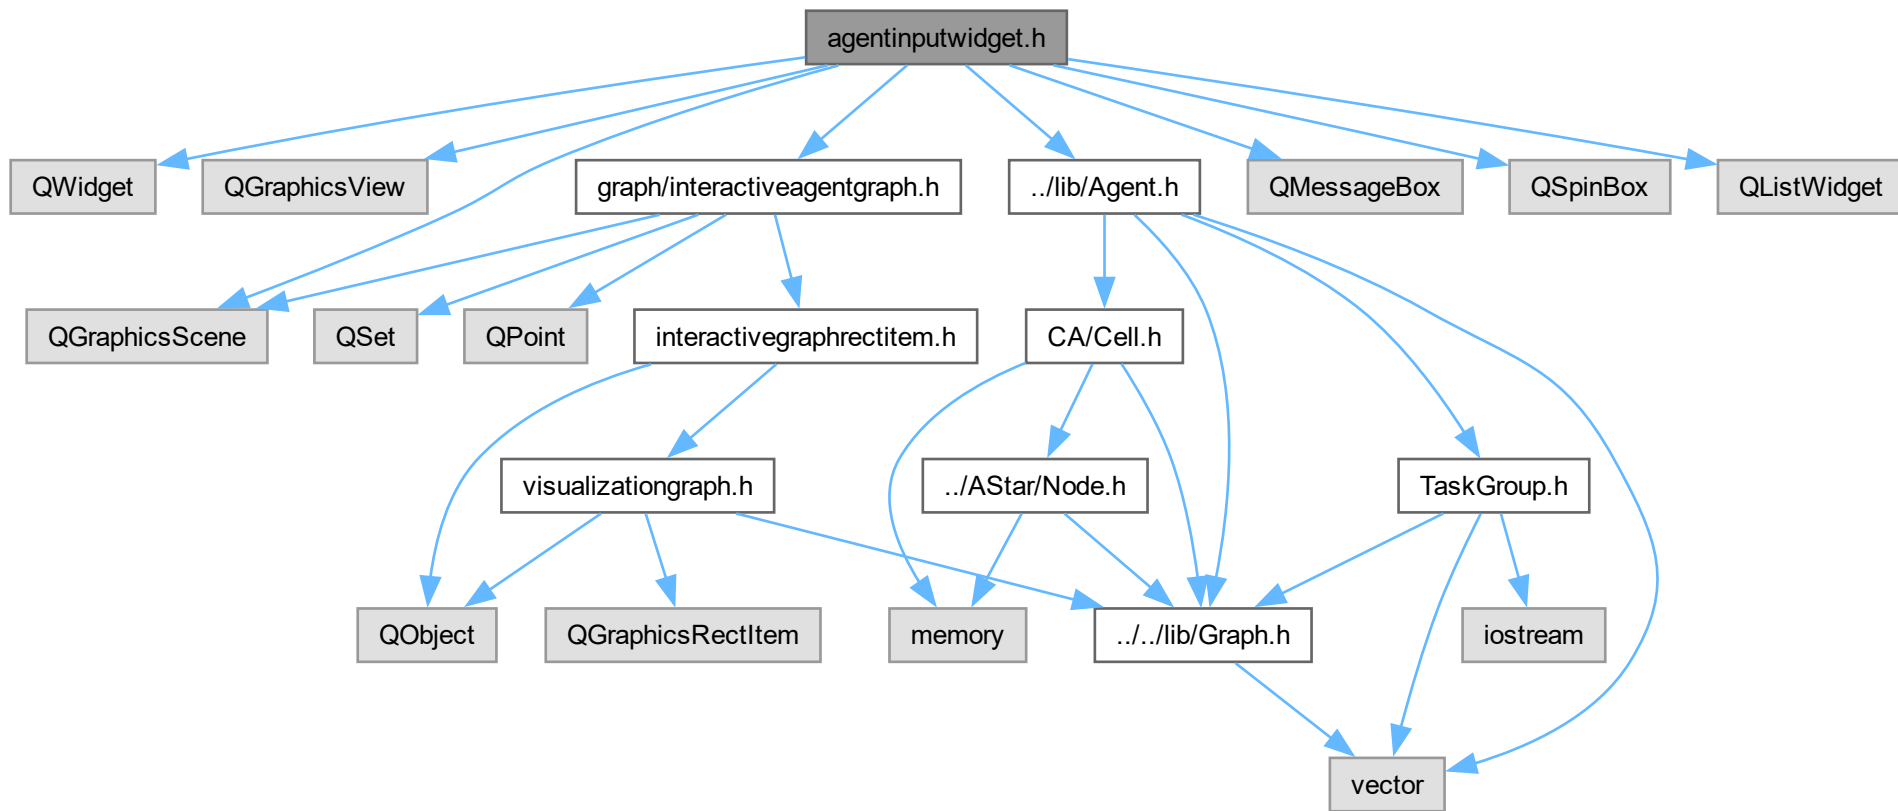 agentinputwidget.h
QWidget
QGraphicsView
graph/interactiveagentgraph.h
../lib/Agent.h
QMessageBox
QSpinBox
QListWidget
QGraphicsScene
QSet
QPoint
interactivegraphrectitem.h
CA/Cell.h
visualizationgraph.h
../AStar/Node.h
TaskGroup.h
QObject
QGraphicsRectItem
memory
../../lib/Graph.h
iostream
vector